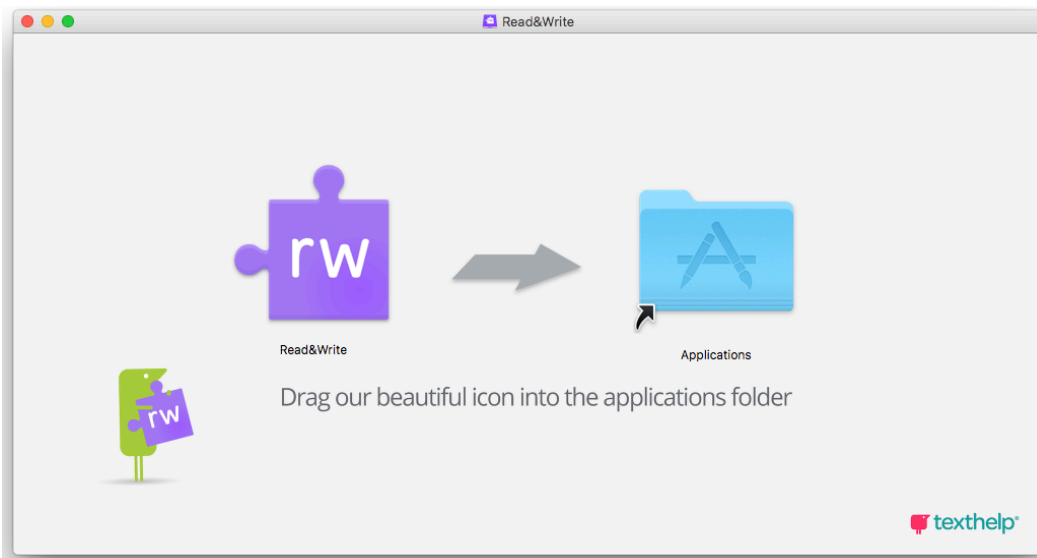 Read&Write
rw
Read&Write
Applications
rw
Drag our beautiful icon into the applications folder
texthelp®